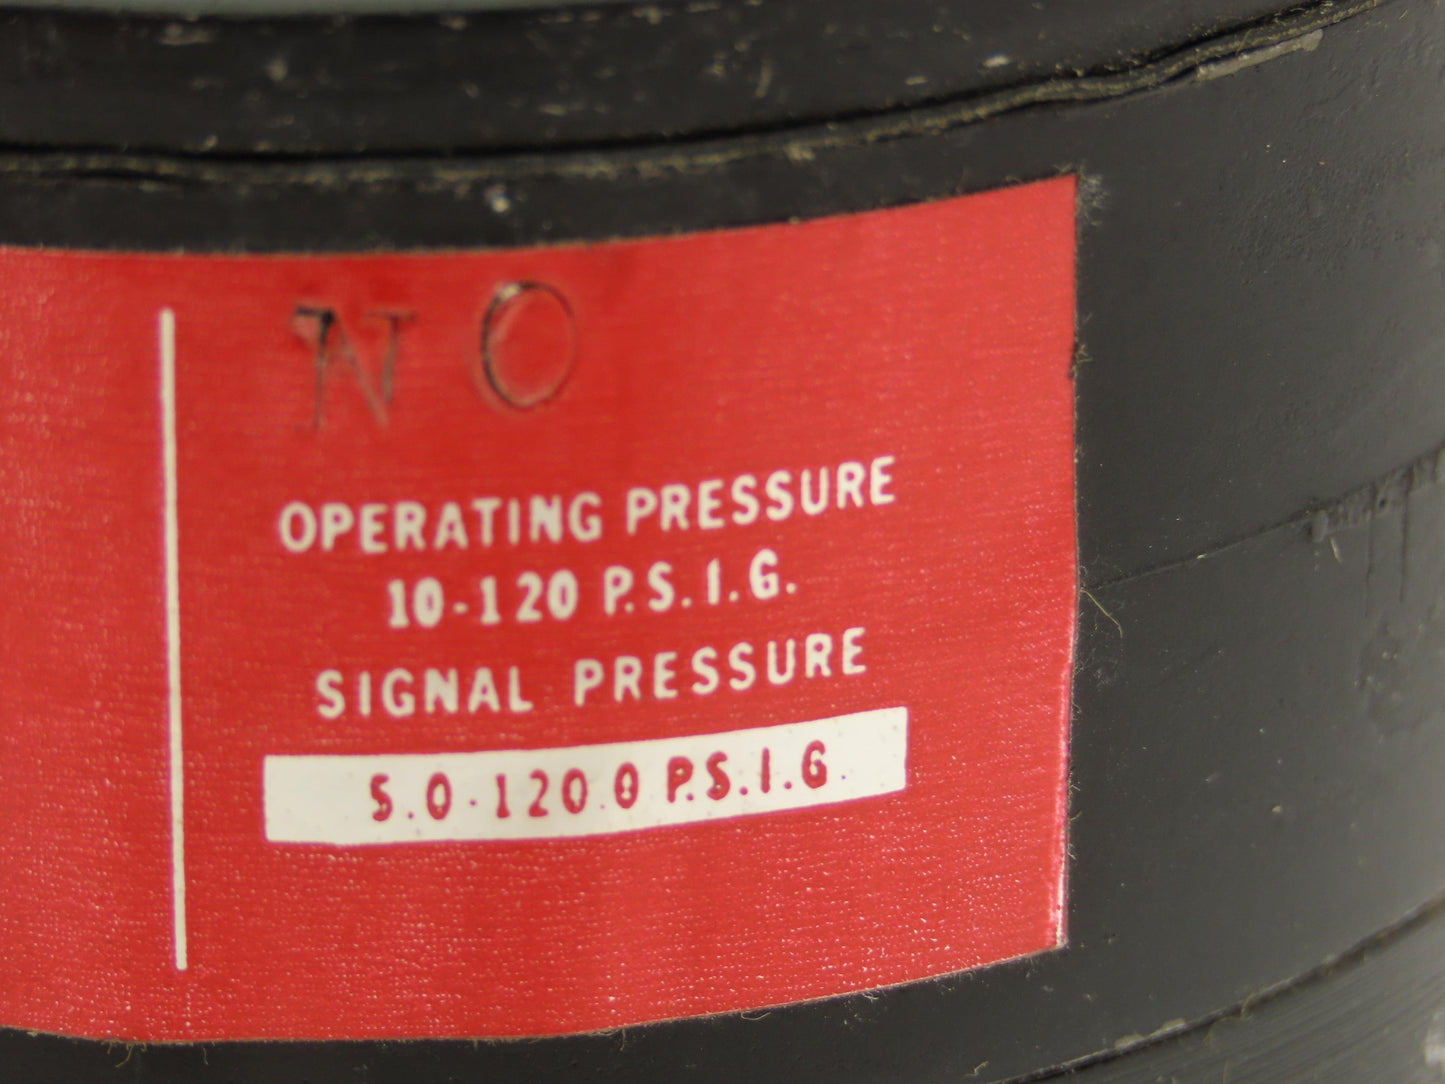 NO
OPERATING PRESSURE
10-120 P.S.I.G.
SIGNAL PRESSURE
5.0-120.0 P.S.I.G